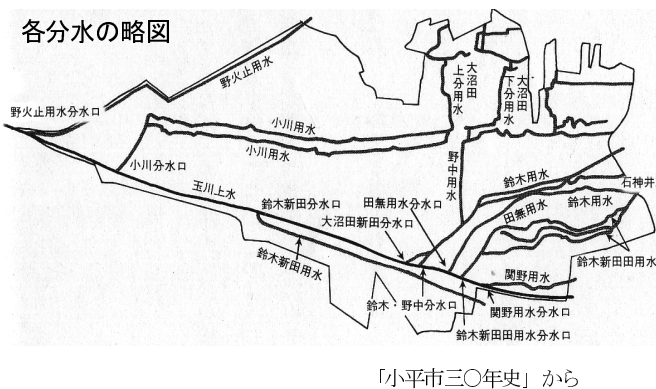 各分水の略図
野火止用水
大沼田上分用水
大沼田下分用水
野火止用水分水口
小川用水
小川用水
小川分水口
玉川上水
鈴木新田分水口
田無用水分水口
大沼田新田分水口
野中用水
鈴木用水
石神井
田無用水
鈴木用水
鈴木新田用水
鈴木新田田用水
関野用水
鈴木・野中分水口
関野用水分水口
鈴木新田田用水分水口
「小平市三〇年史」から